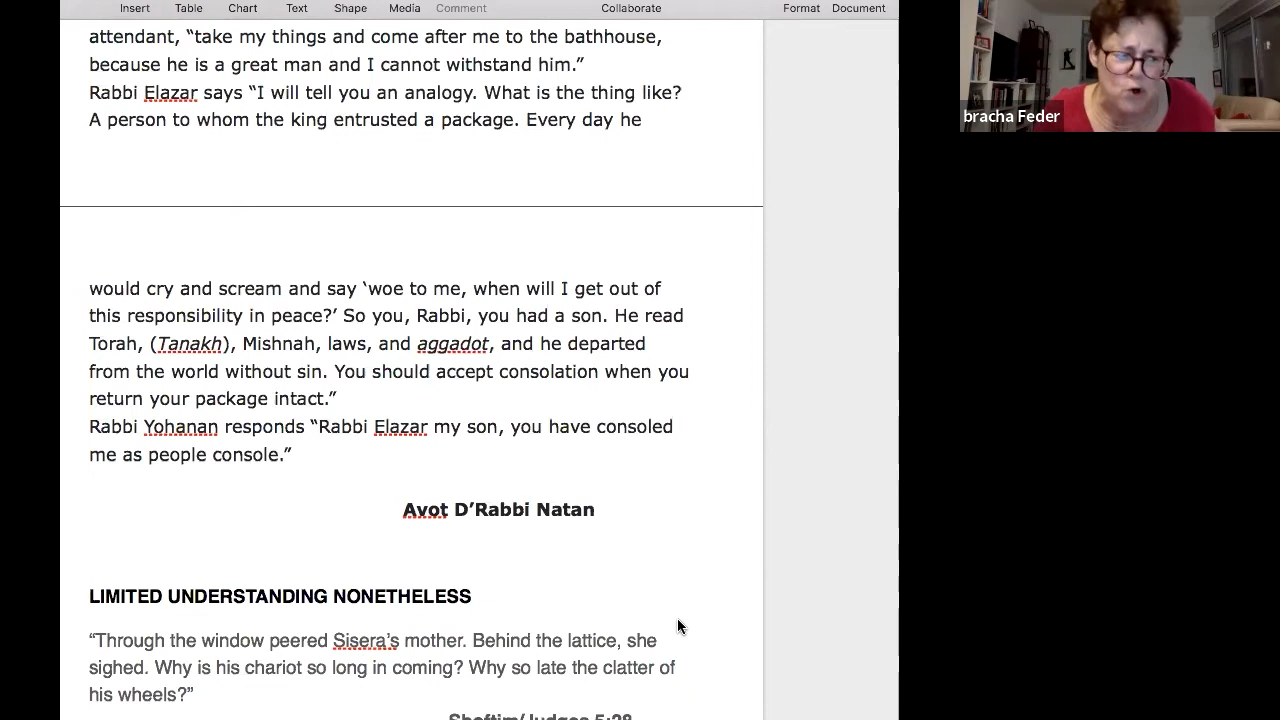 Insert Table Chart Text Shape Media Comment Collaborate Format Document
attendant, “take my things and come after me to the bathhouse,
because he is a great man and I cannot withstand him.”
Rabbi Elazar says “I will tell you an analogy. What is the thing like?
A person to whom the king entrusted a package. Every day he
bracha Feder
would cry and scream and say ‘woe to me, when will I get out of
this responsibility in peace?’ So you, Rabbi, you had a son. He read
Torah, (Tanakh), Mishnah, laws, and aggadot, and he departed
from the world without sin. You should accept consolation when you
return your package intact.”
Rabbi Yohanan responds “Rabbi Elazar my son, you have consoled
me as people console.”
Avot D’Rabbi Natan
LIMITED UNDERSTANDING NONETHELESS
“Through the window peered Sisera’s mother. Behind the lattice, she
sighed. Why is his chariot so long in coming? Why so late the clatter of
his wheels?”
Shoftim/Judges 5:28